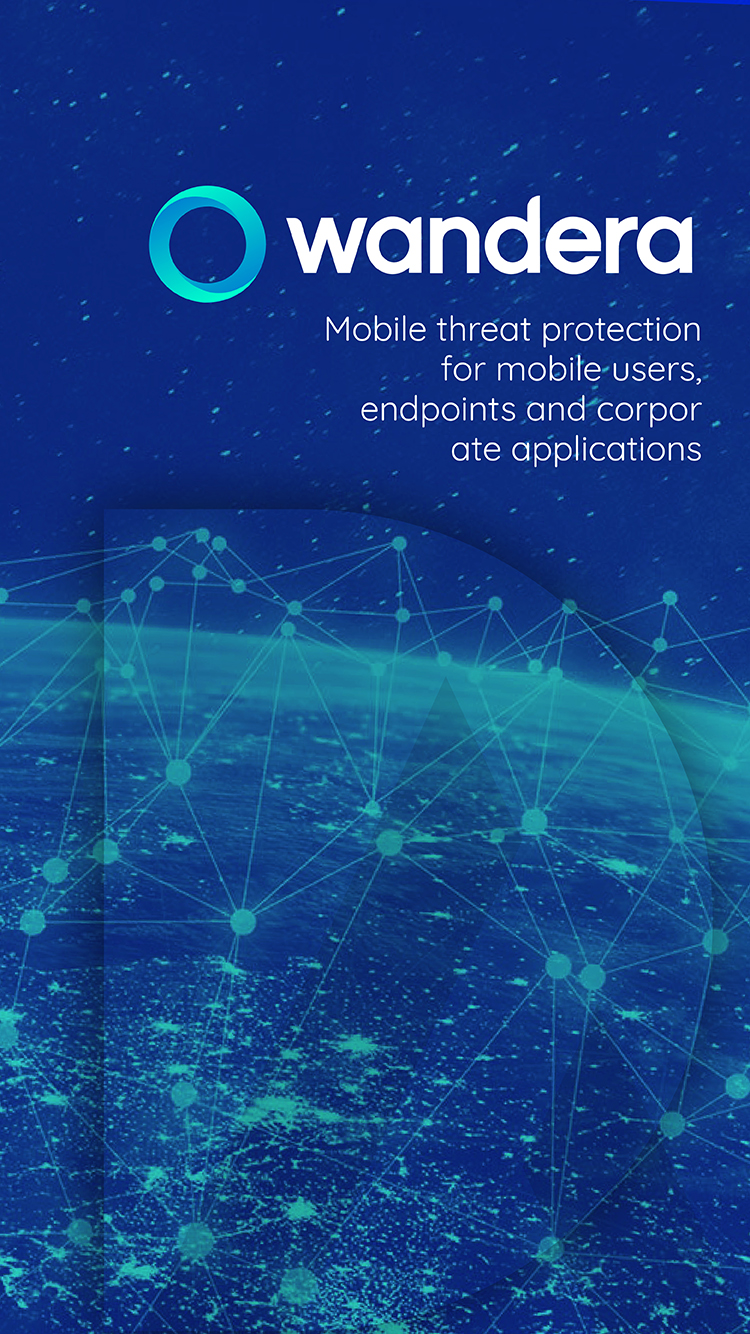 wandera
Mobile threat protection
for mobile users,
endpoints and corpor
ate applications